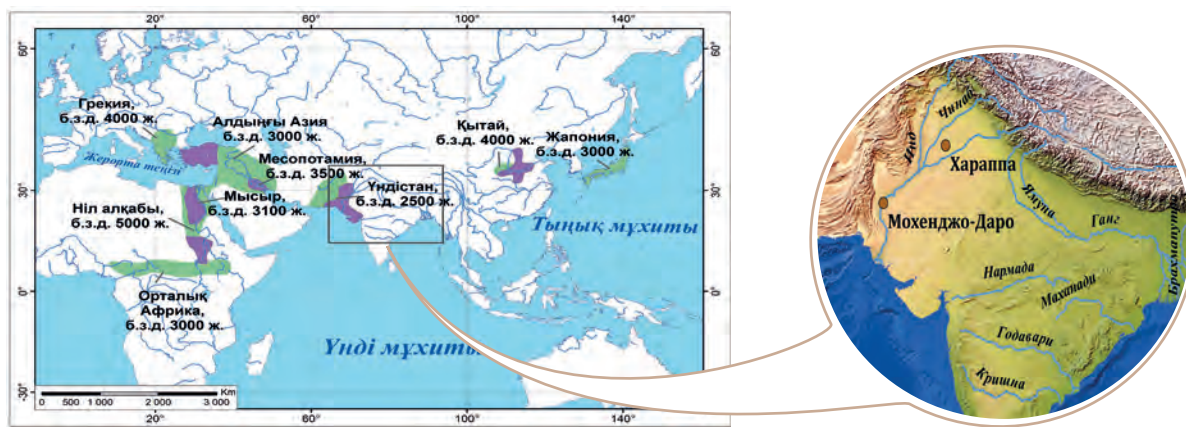 20°
60°
100°
140°
60°
60°
Грекия,
б.з.д. 4000 ж.
Алдыңғы Азия
б.з.д. 3000 ж.
Қытай,
б.з.д. 4000 ж.
Жапония,
б.з.д. 3000 ж.
Жерорта теңізі
Месопотамия,
б.з.д. 3500 ж.
30°
30°
Үндістан,
б.з.д. 2500 ж.
Мысыр,
б.з.д. 3100 ж.
Ніл алқабы,
б.з.д. 5000 ж.
Тыңық мұхиты
0°
0°
Орталық
Африка,
б.з.д. 3000 ж.
Үнді мұхиты
-30°
-30°
Km
0 500 1 000 2 000 3 000
20°
60°
100°
140°
Инд
Чинаб
Хараппа
Мохенджо-Даро
Ямуна
Ганг
Брахмапутра
Нармада
Маханади
Годавари
Кришна